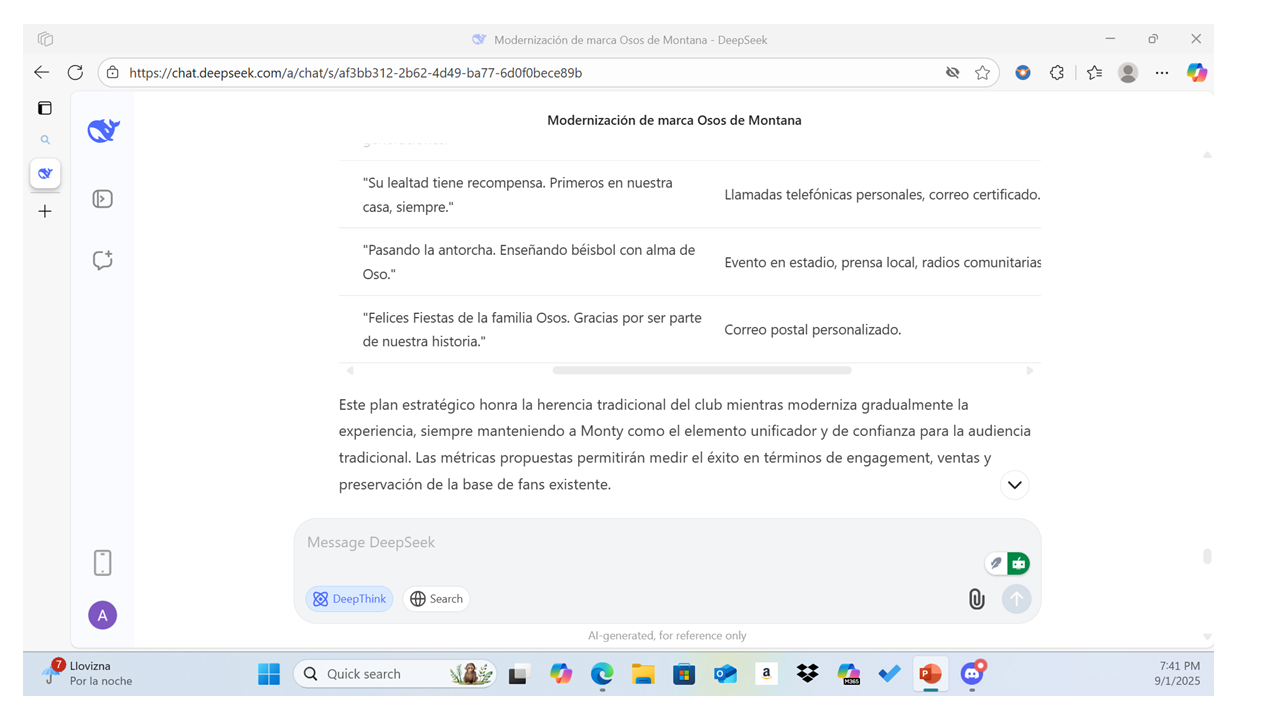 Modernización de marca Osos de Montana - DeepSeek
https://chat.deepseek.com/a/chat/s/af3bb312-2b62-4d49-ba77-6d0f0bece89b
Modernización de marca Osos de Montana
"Su lealtad tiene recompensa. Primeros en nuestra
casa, siempre."
Llamadas telefónicas personales, correo certificado.
"Pasando la antorcha. Enseñando béisbol con alma de
Oso."
Evento en estadio, prensa local, radios comunitarias
"Felices Fiestas de la familia Osos. Gracias por ser parte
de nuestra historia."
Correo postal personalizado.
Este plan estratégico honra la herencia tradicional del club mientras moderniza gradualmente la
experiencia, siempre manteniendo a Monty como el elemento unificador y de confianza para la audiencia
tradicional. Las métricas propuestas permitirán medir el éxito en términos de engagement, ventas y
preservación de la base de fans existente.
Message DeepSeek
DeepThink
Search
A
AI-generated, for reference only
7
Llovizna
Por la noche
Quick search
a
M365
P
7:41 PM
9/1/2025